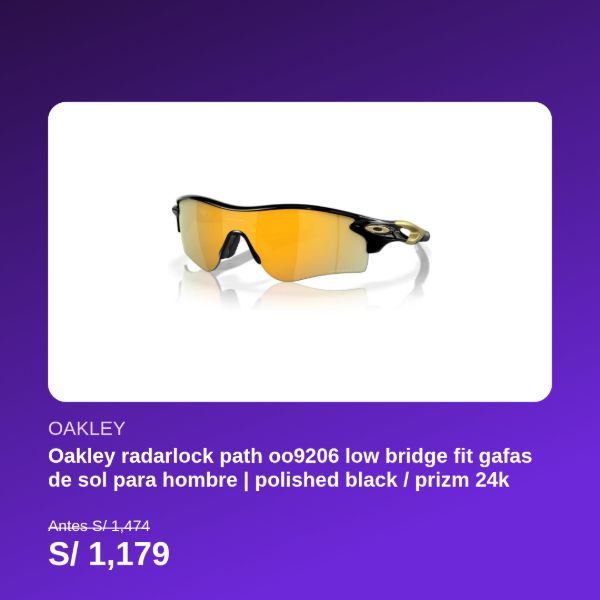 OAKLEY
Oakley radarlock path oo9206 low bridge fit gafas
de sol para hombre | polished black / prizm 24k
Antes S/ 1,474
S/ 1,179